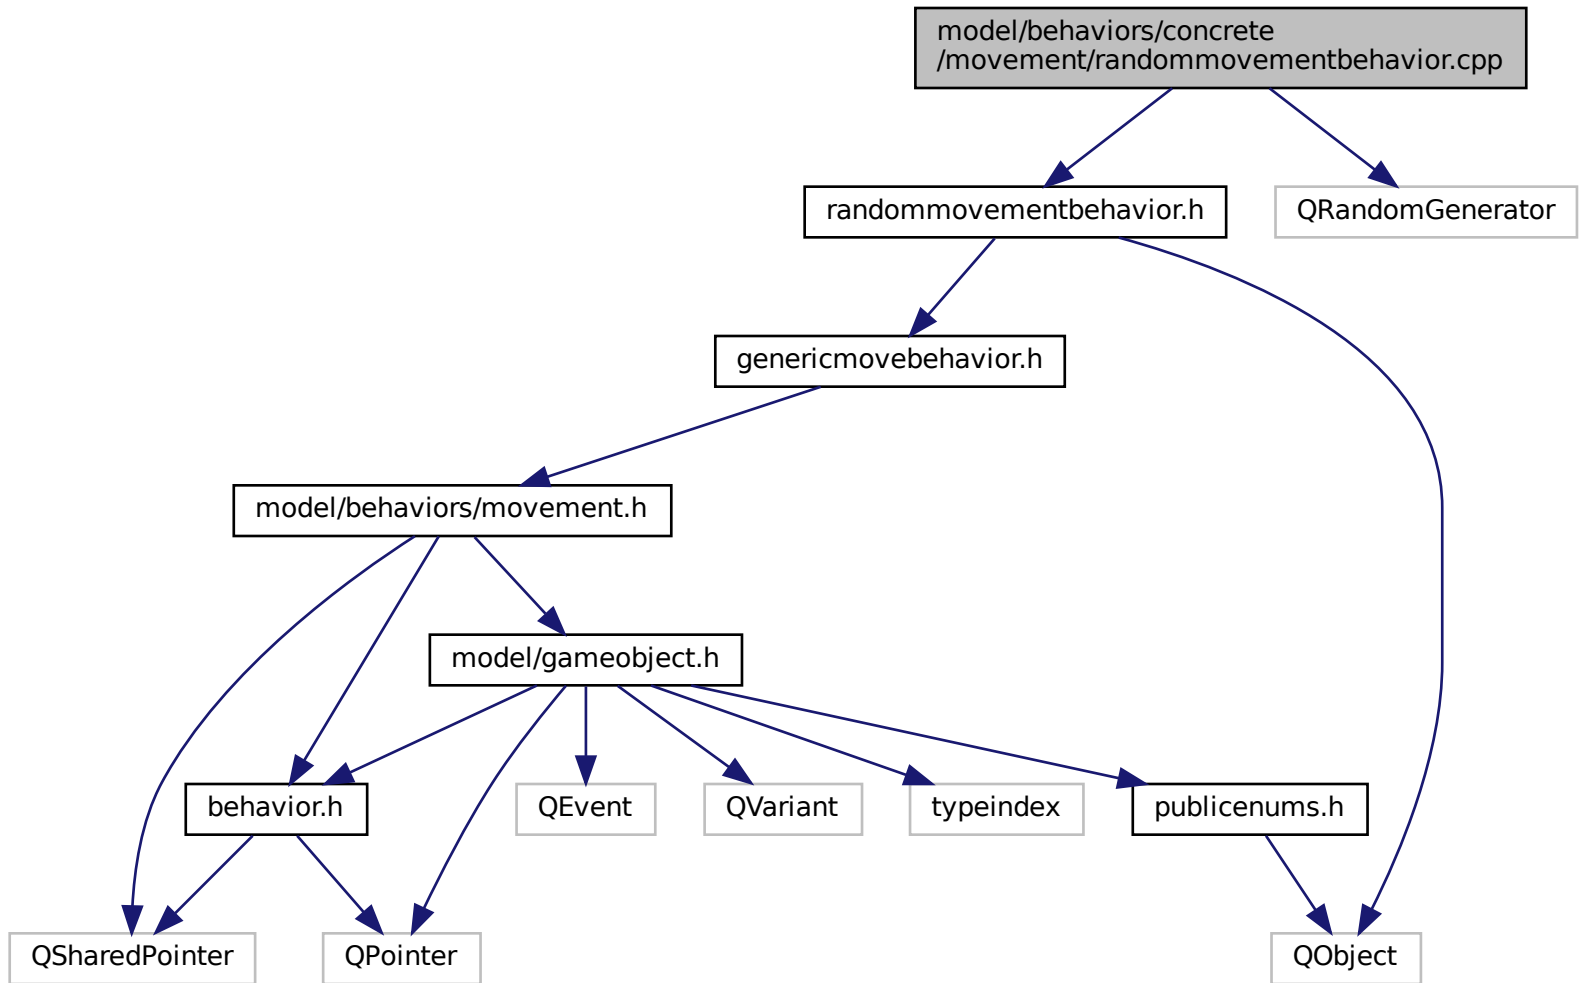 model/behaviors/concrete
/movement/randommovementbehavior.cpp
randommovementbehavior.h
QRandomGenerator
genericmovebehavior.h
model/behaviors/movement.h
model/gameobject.h
behavior.h
QEvent
QVariant
typeindex
publicenums.h
QSharedPointer
QPointer
QObject